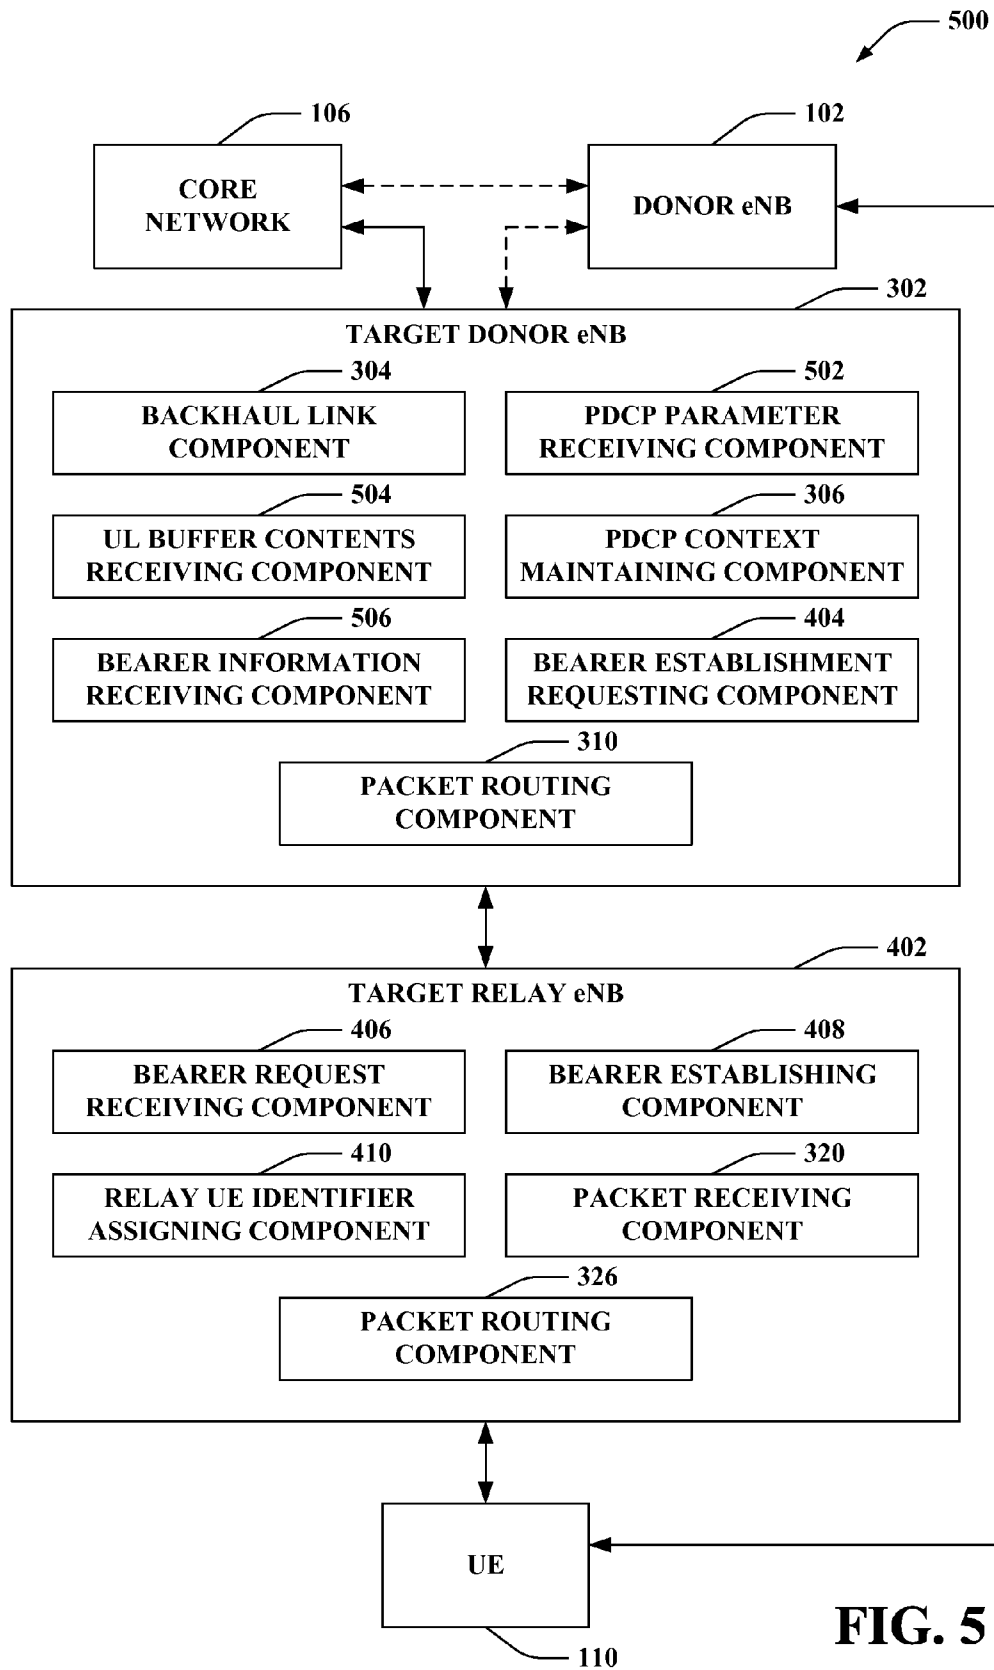 500
106
102
CORE
NETWORK
DONOR eNB
302
TARGET DONOR eNB
304
502
BACKHAUL LINK
COMPONENT
PDCP PARAMETER
RECEIVING COMPONENT
504
306
UL BUFFER CONTENTS
RECEIVING COMPONENT
PDCP CONTEXT
MAINTAINING COMPONENT
506
404
BEARER INFORMATION
RECEIVING COMPONENT
BEARER ESTABLISHMENT
REQUESTING COMPONENT
310
PACKET ROUTING
COMPONENT
402
TARGET RELAY eNB
406
408
BEARER REQUEST
RECEIVING COMPONENT
BEARER ESTABLISHING
COMPONENT
410
320
RELAY UE IDENTIFIER
ASSIGNING COMPONENT
PACKET RECEIVING
COMPONENT
326
PACKET ROUTING
COMPONENT
UE
110
FIG. 5